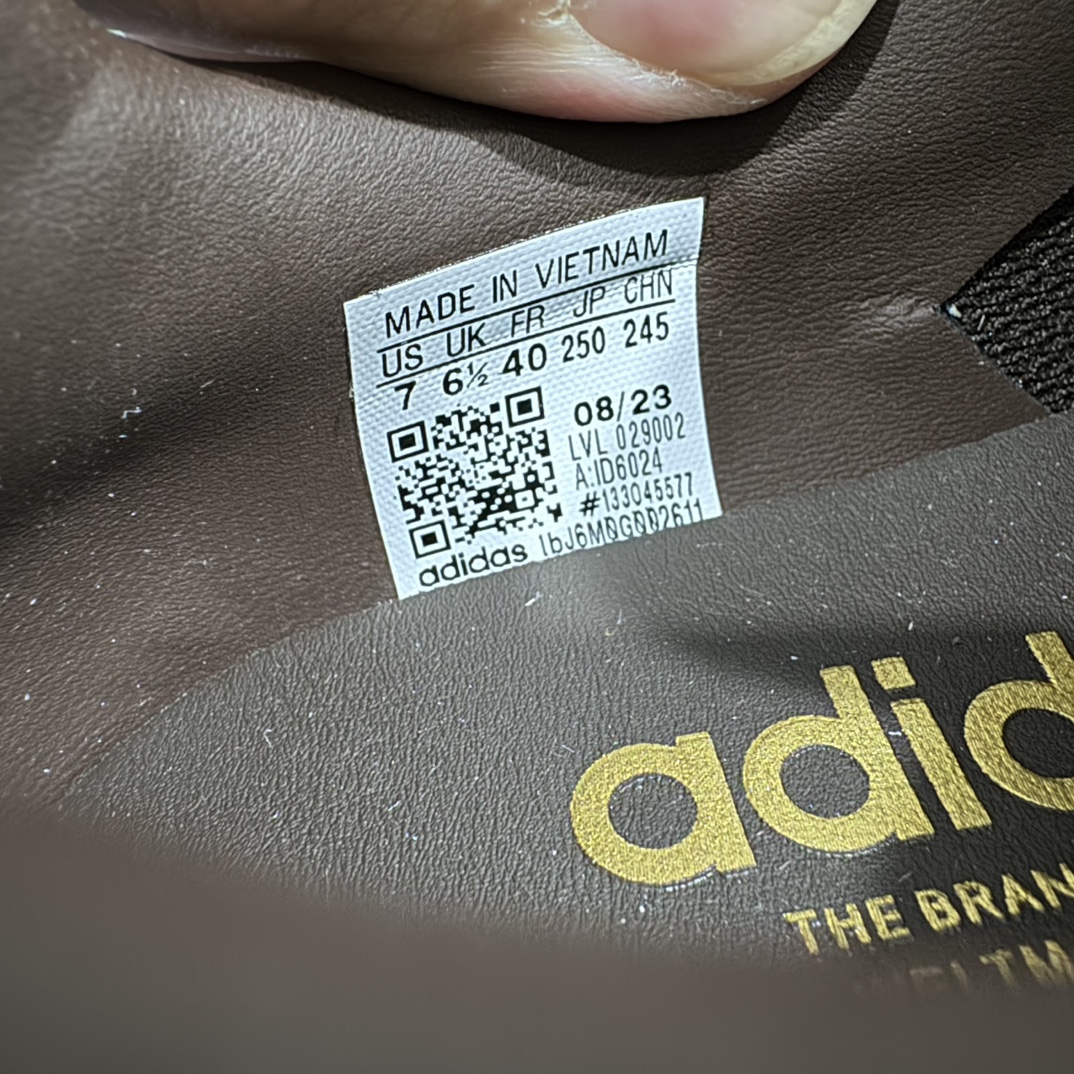 MADE IN VIETNAM
US UK FR JP CHN
7 6½ 40 250 245
08/23
LVL 029002
A:ID6024
#133045577
adidas
adid
THE BRAN